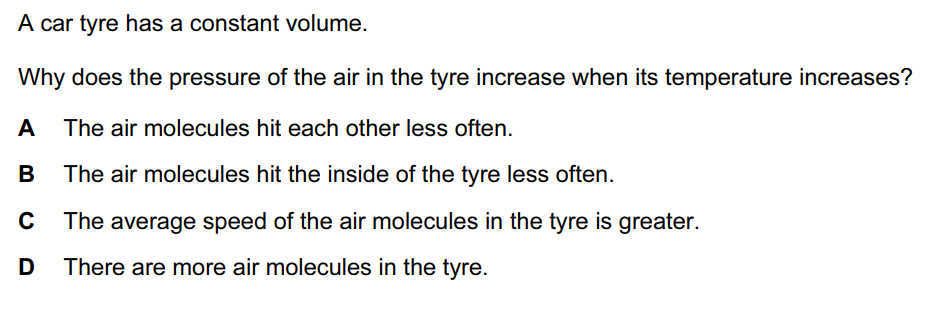 A car tyre has a constant volume.
Why does the pressure of the air in the tyre increase when its temperature increases?
A The air molecules hit each other less often.
B The air molecules hit the inside of the tyre less often.
C The average speed of the air molecules in the tyre is greater.
D There are more air molecules in the tyre.